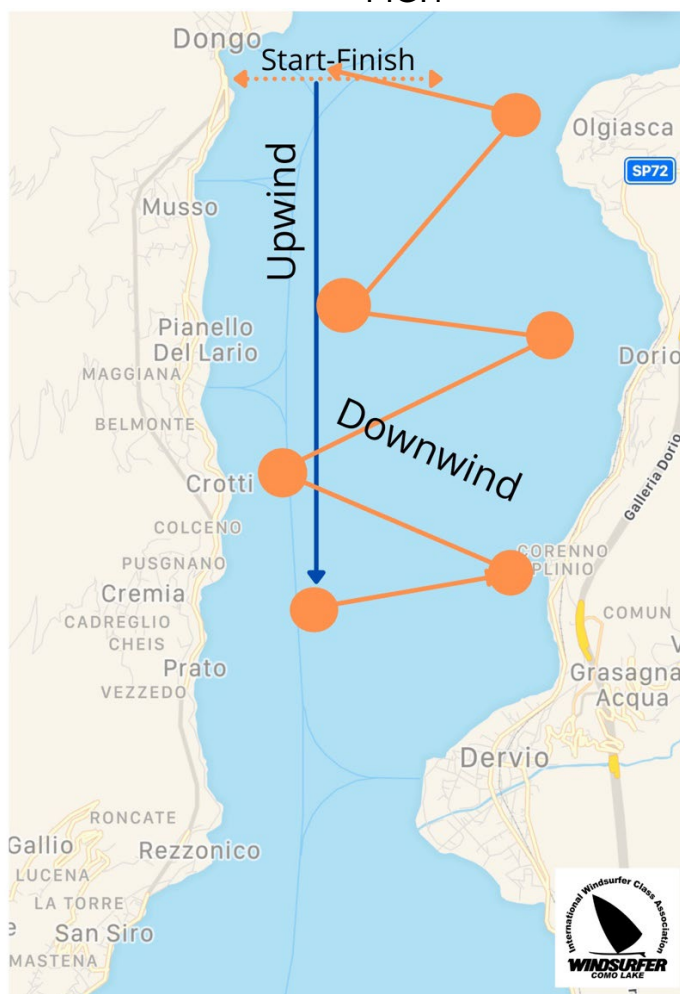 Dongo
Start-Finish
Olgiasca
SP72
Upwind
Musso
Pianello
Del Lario
Dorio
MAGGIANA
BELMONTE
Downwind
Crotti
Galleria Dorio
COLCENO
CORENNO
PLINIO
PUSGNANO
Cremia
COMUN
CADREGLIO
CHEIS
V
Prato
Grasagna
Acqua
VEZZEDO
Dervio
RONCATE
Gallio
Rezzonico
LUCENA
LA TORRE
e
San Siro
MASTENA
International Windsurfer Class Association
WINDSURFER
COMO LAKE